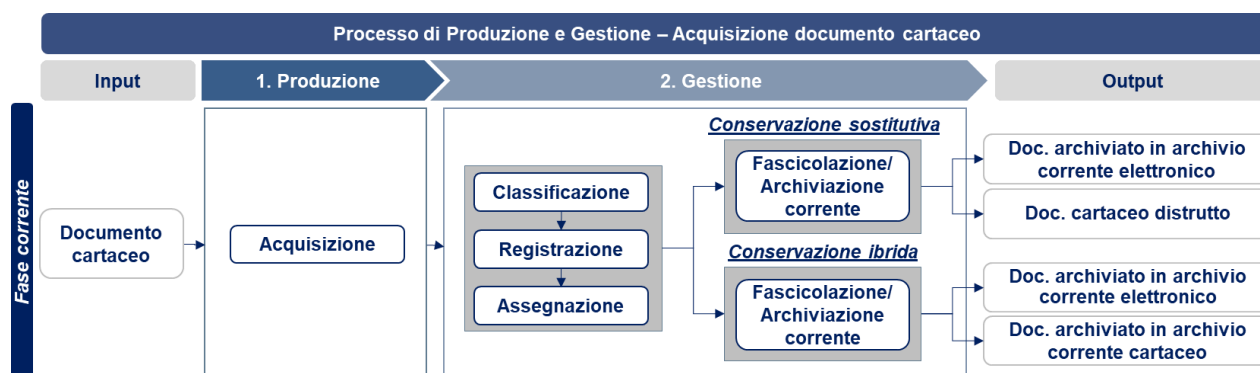 Processo di Produzione e Gestione – Acquisizione documento cartaceo
Input
1. Produzione
2. Gestione
Output
Fase corrente
Documento
cartaceo
Acquisizione
Classificazione
Registrazione
Assegnazione
Conservazione sostitutiva
Fascicolazione/
Archiviazione
corrente
Conservazione ibrida
Fascicolazione/
Archiviazione
corrente
Doc. archiviato in archivio
corrente elettronico
Doc. cartaceo distrutto
Doc. archiviato in archivio
corrente elettronico
Doc. archiviato in archivio
corrente cartaceo